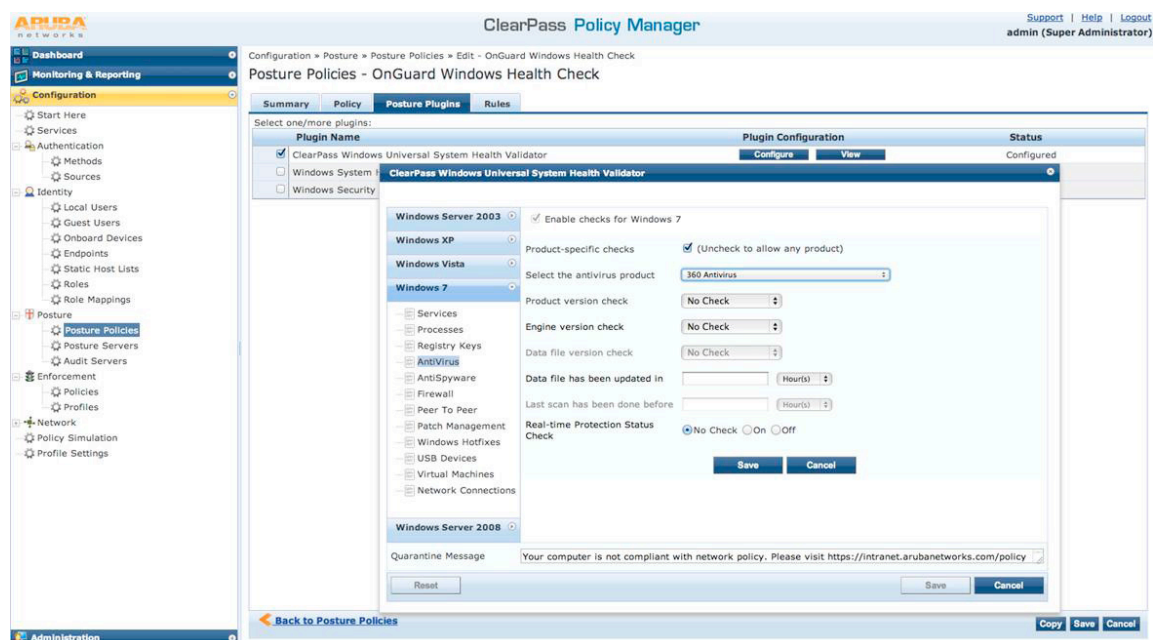 ARUBA
networks
ClearPass Policy Manager
Support | Help | Logout
admin (Super Administrator)
Dashboard
Monitoring & Reporting
Configuration
Start Here
Services
Authentication
Methods
Sources
Identity
Local Users
Guest Users
Onboard Devices
Endpoints
Static Host Lists
Roles
Role Mappings
Posture
Posture Policies
Posture Servers
Audit Servers
Enforcement
Policies
Profiles
Network
Policy Simulation
Profile Settings
Administration
Configuration » Posture » Posture Policies » Edit - OnGuard Windows Health Check
Posture Policies - OnGuard Windows Health Check
Summary Policy Posture Plugins Rules
Select one/more plugins:
Plugin Name Plugin Configuration Status
ClearPass Windows Universal System Health Validator Configure View Configured
Windows System
Windows Security
ClearPass Windows Universal System Health Validator
Windows Server 2003
Windows XP
Windows Vista
Windows 7
Services
Processes
Registry Keys
AntiVirus
AntiSpyware
Firewall
Peer To Peer
Patch Management
Windows Hotfixes
USB Devices
Virtual Machines
Network Connections
Windows Server 2008
Enable checks for Windows 7
Product-specific checks (Uncheck to allow any product)
Select the antivirus product 360 Antivirus
Product version check No Check
Engine version check No Check
Data file version check No Check
Data file has been updated in Hour(s)
Last scan has been done before Hour(s)
Real-time Protection Status
Check
No Check On Off
Save Cancel
Quarantine Message Your computer is not compliant with network policy. Please visit https://intranet.arubanetworks.com/policy
Reset Save Cancel
Back to Posture Policies
Copy Save Cancel